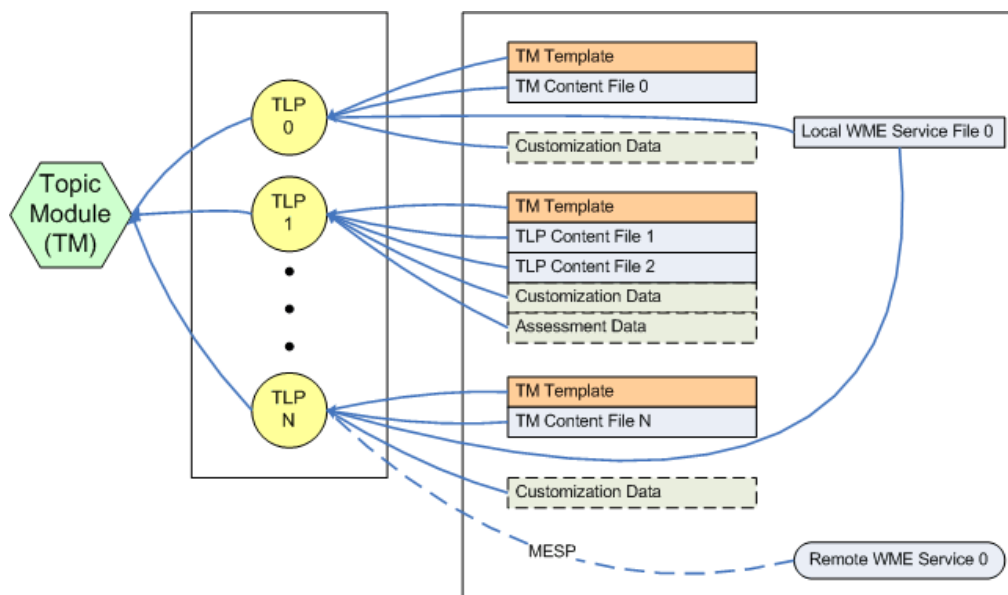 Topic
Module
(TM)
TLP
0
TLP
1
TLP
N
TM Template
TM Content File 0
Customization Data
Local WME Service File 0
TM Template
TLP Content File 1
TLP Content File 2
Customization Data
Assessment Data
TM Template
TM Content File N
Customization Data
MESP
Remote WME Service 0